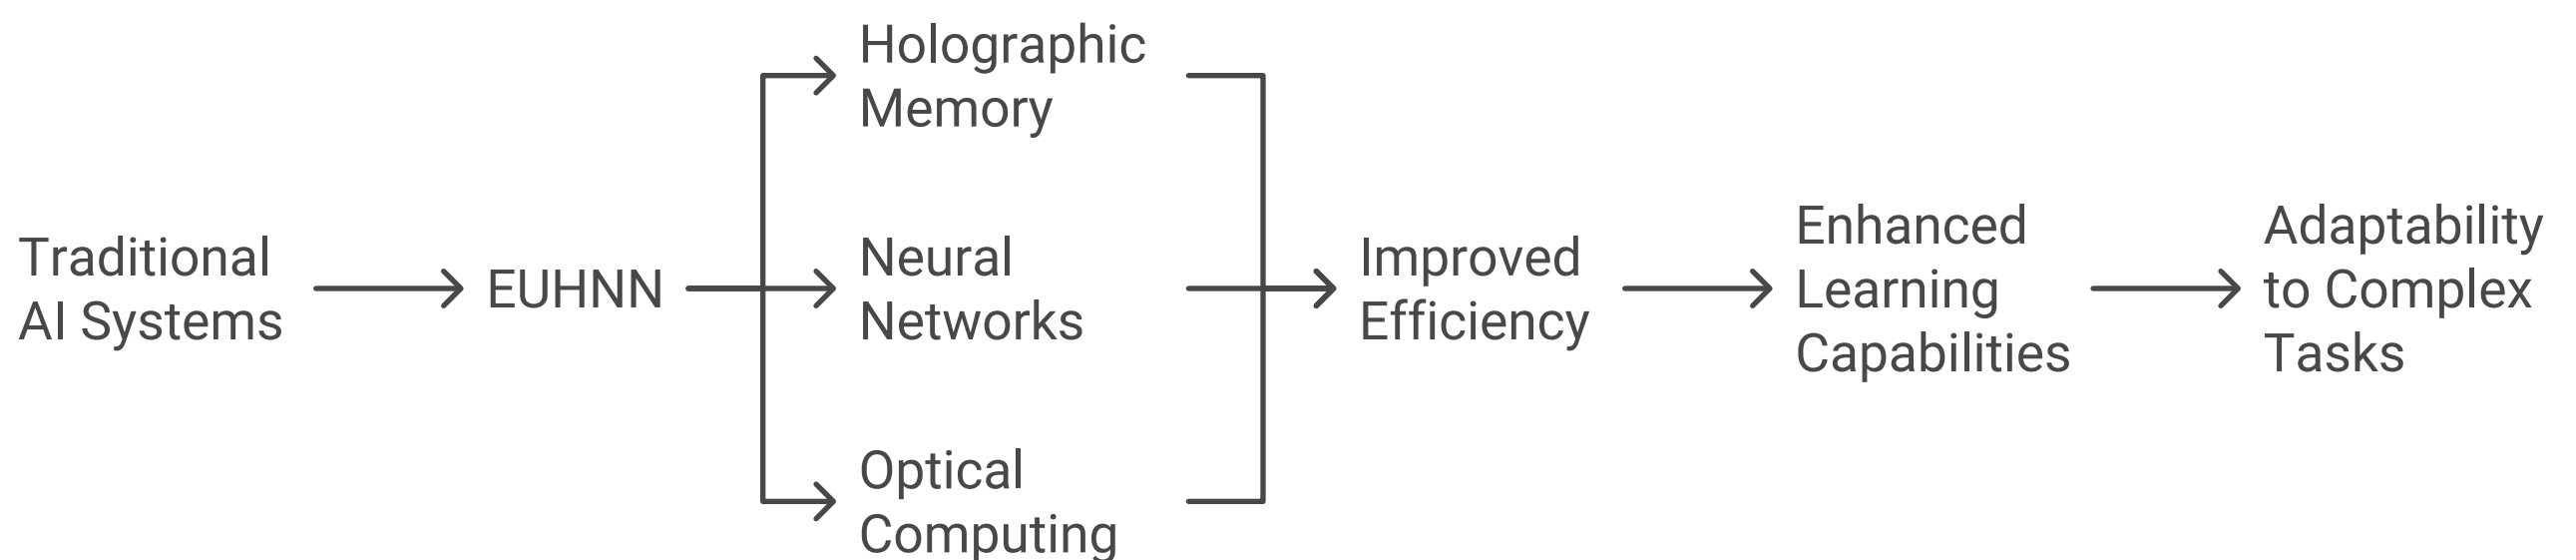 Traditional
AI Systems
EUHNN
Holographic
Memory
Neural
Networks
Optical
Computing
Improved
Efficiency
Enhanced
Learning
Capabilities
Adaptability
to Complex
Tasks